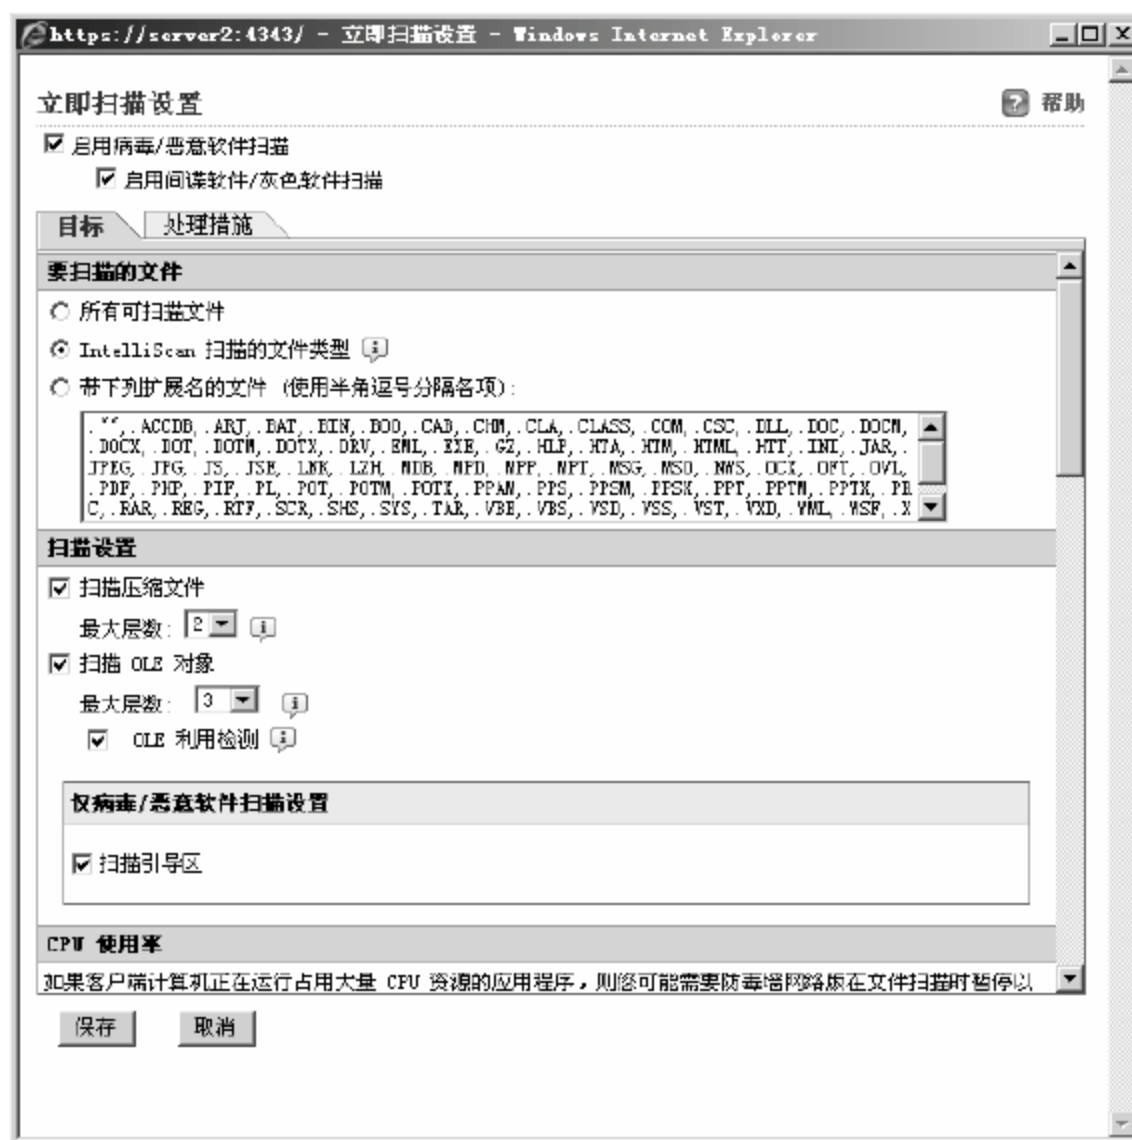 https://server2:4343/ - 立即扫描设置 - Windows Internet Explorer
立即扫描设置
帮助
启用病毒/恶意软件扫描
启用间谍软件/灰色软件扫描
目标
处理措施
要扫描的文件
所有可扫描文件
IntelliScan 扫描的文件类型
带下列扩展名的文件 (使用半角逗号分隔各项):
. "", .ACCDB, .ARJ, .BAT, .BIN, .BOO, .CAB, .CHM, .CLA, .CLASS, .COM, .CSC, .DLL, .DOC, .DOCM,
.DOCX, .DOT, .DOTM, .DOTX, .DRV, .EML, .EXE, .GZ, .HLP, .HTA, .HTM, .HTML, .HTT, .INI, .JAR, .
JPEG, .JPG, .JS, .JSE, .LNK, .LZH, .MDB, .MPD, .MPP, .MPT, .MSG, .MSO, .NWS, .OCX, .OFT, .OVL,
.PDF, .PHP, .PIF, .PL, .POT, .POTM, .POTX, .PPAM, .PPS, .PPSM, .PPSX, .PPT, .PPTM, .PPTX, .PR
C, .RAR, .REG, .RTF, .SCR, .SHS, .SYS, .TAR, .VBE, .VBS, .VSD, .VSS, .VST, .VXD, .WML, .WSF, .X
扫描设置
扫描压缩文件
最大层数: 2
扫描 OLE 对象
最大层数: 3
OLE 利用检测
仅病毒/恶意软件扫描设置
扫描引导区
CPU 使用率
如果客户端计算机正在运行占用大量 CPU 资源的应用程序，则您可能需要防毒墙网络版在文件扫描时暂停以
保存
取消